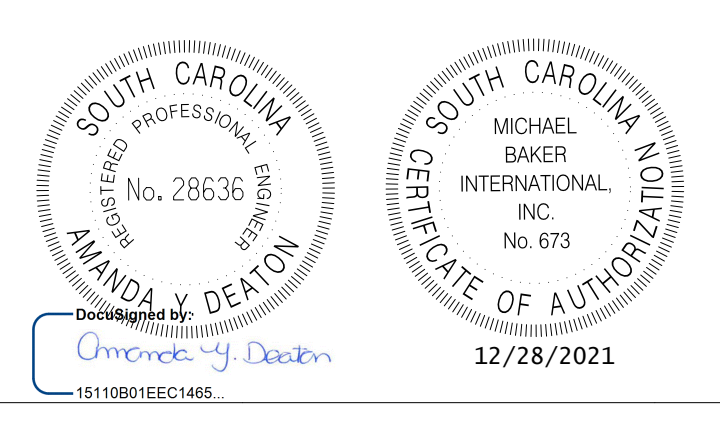 SOUTH CAROLINA
REGISTERED PROFESSIONAL ENGINEER
No. 28636
AMANDA Y DEATON
DocuSigned by:
Amanda Y. Deaton
15110B01EEC1465...
SOUTH CAROLINA
CERTIFICATE OF AUTHORIZATION
MICHAEL
BAKER
INTERNATIONAL,
INC.
No. 673
12/28/2021